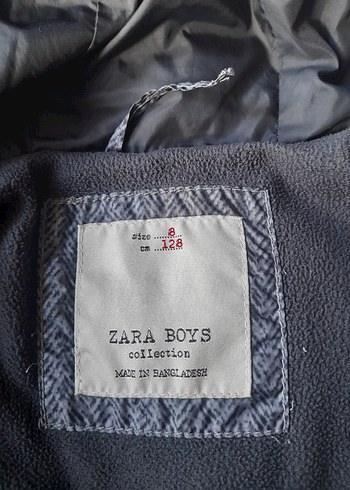 size ........8....
cm ...128
ZARA BOYS
collection
MADE IN BANGLADESH